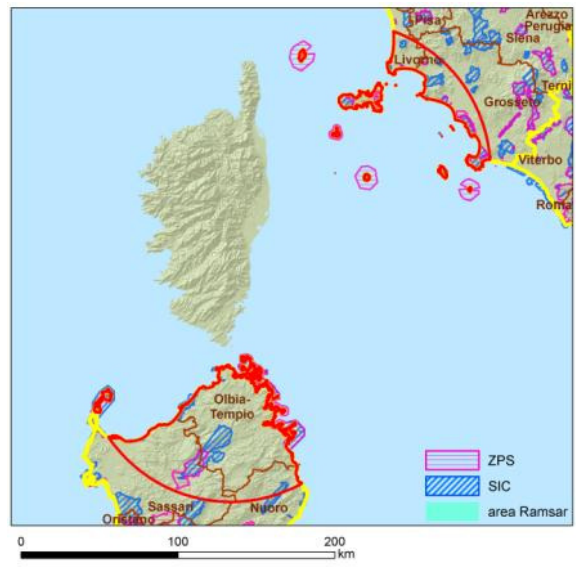 Pisa
Arezzo
Perugia
Siena
Livorno
Terni
Grosseto
Viterbo
Roma
Olbia-
Tempio
Sassari
Nuoro
Oristano
ZPS
SIC
area Ramsar
0 100 200
km